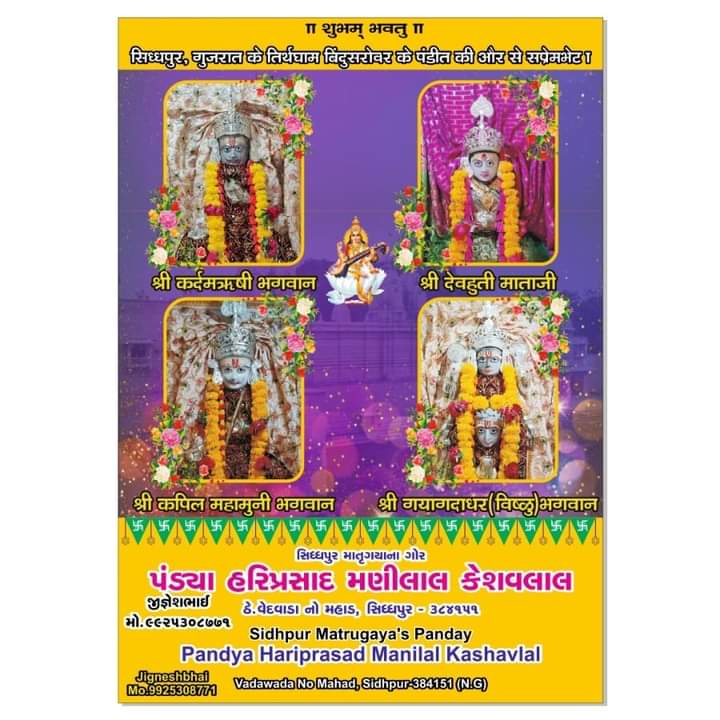 ॥ शुभम् भवतु ॥
सिध्धपुर, गुजरात के तिर्थधाम बिंदुसरोवर के पंडीत की और से सप्रेमभेट।
श्री कर्दमऋषी भगवान
श्री देवहुती माताजी
श्री कपिल महामुनी भगवान
श्री गयागदाधर(विष्णु)भगवान
સિધ્ધપુર માતૃગયાના ગોર
પંડ્યા હરિપ્રસાદ મણીલાલ કેશવલાલ
જીજ્ઞેશભાઈ
ઠે.વેદવાડા નો મહાડ, સિધ્ધપુર - ૩૮૪૧૫૧
મો.૯૯૨૫૩૦૮૭૭૧
Sidhpur Matrugaya's Panday
Pandya Hariprasad Manilal Kashavlal
Jigneshbhai
Mo.9925308771
Vadawada No Mahad, Sidhpur-384151 (N.G)